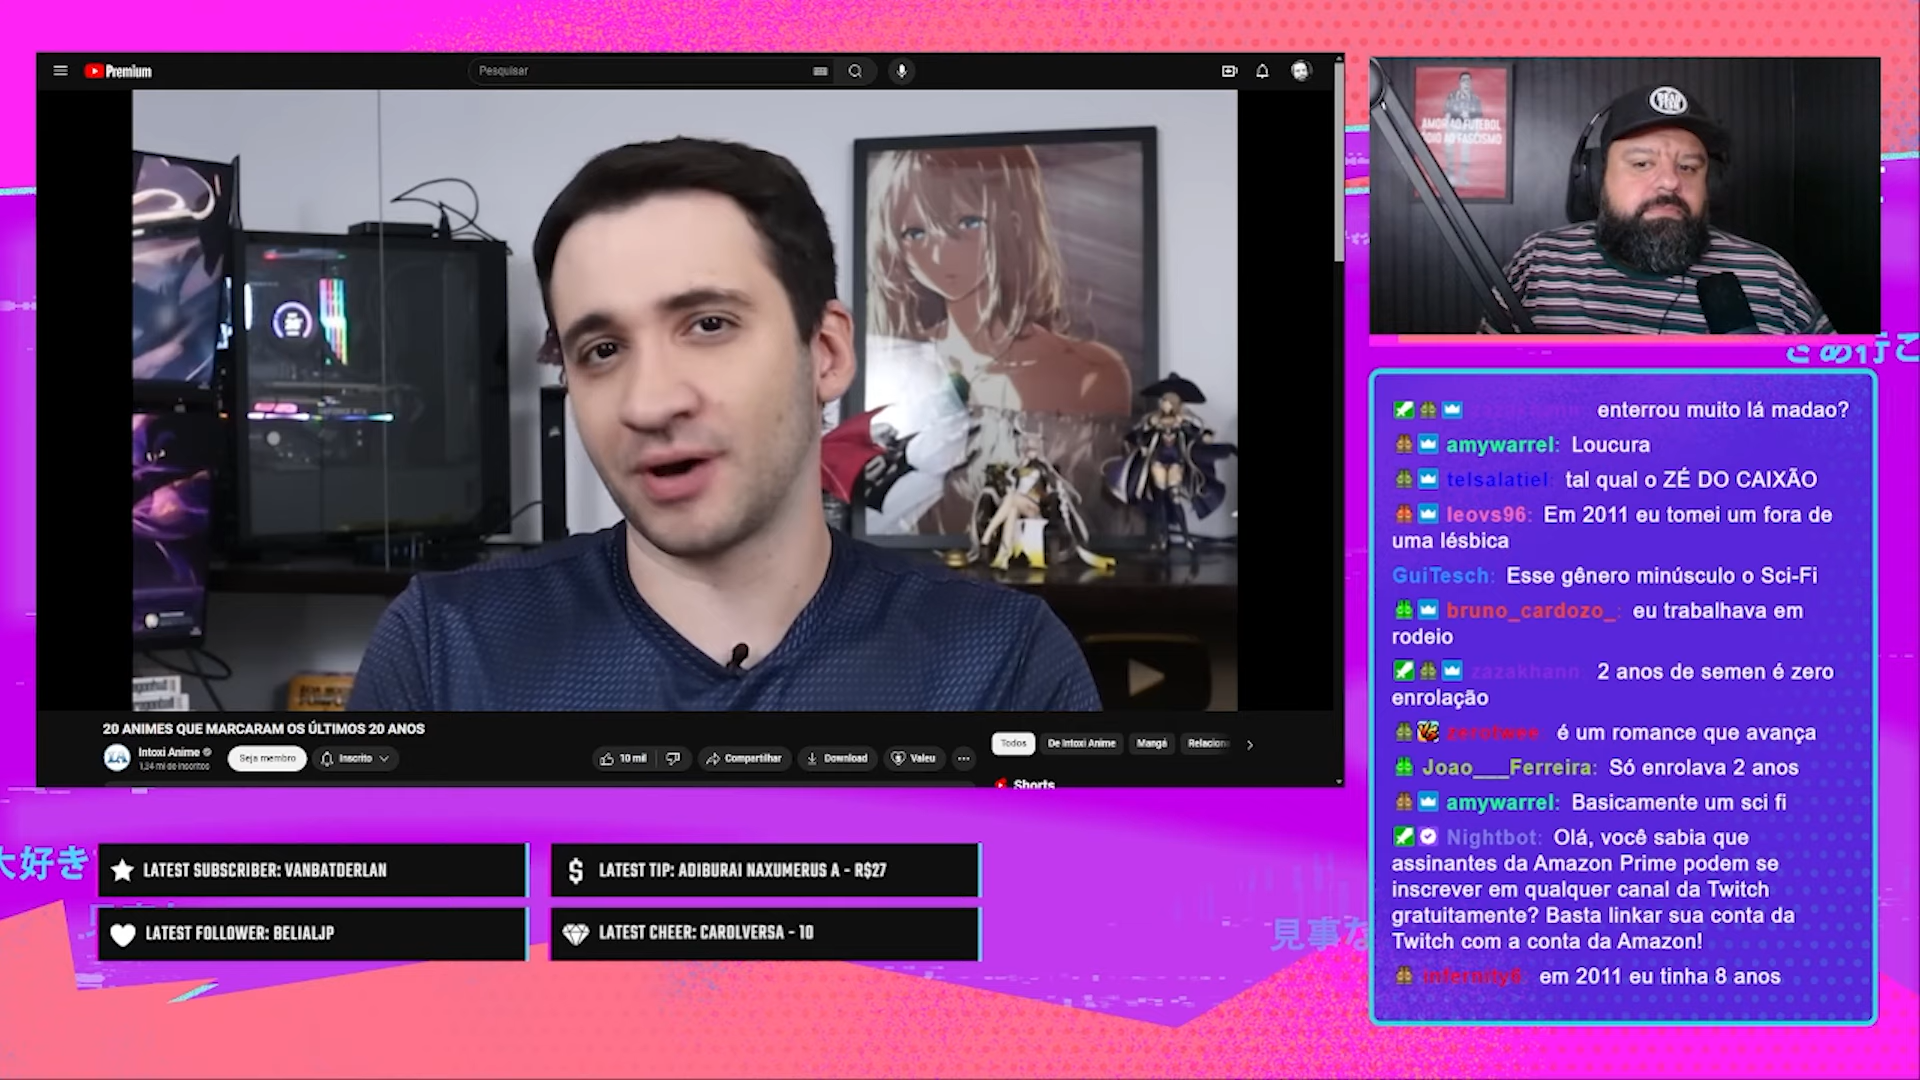 Premium
Pesquisar
AMOR AO FUTEBOL
ÓDIO AO FASCISMO
20 ANIMES QUE MARCARAM OS ÚLTIMOS 20 ANOS
Intoxi Anime
1,24 mi de inscritos
Seja membro
Inscrito
10 mil
Compartilhar
Download
Valeu
Todos
De Intoxi Anime
Mangá
Relacion
Shorts
enterrou muito lá madao?
amywarrel: Loucura
telsalatiel: tal qual o ZÉ DO CAIXÃO
leovs96: Em 2011 eu tomei um fora de
uma lésbica
GuiTesch: Esse gênero minúsculo o Sci-Fi
bruno_cardozo_: eu trabalhava em
rodeio
zazakhann: 2 anos de semen é zero
enrolação
zerotwee: é um romance que avança
Joao___Ferreira: Só enrolava 2 anos
amywarrel: Basicamente um sci fi
Nightbot: Olá, você sabia que
assinantes da Amazon Prime podem se
inscrever em qualquer canal da Twitch
gratuitamente? Basta linkar sua conta da
Twitch com a conta da Amazon!
infernity6: em 2011 eu tinha 8 anos
大好き
見事な
LATEST SUBSCRIBER: VANBATDERLAN
LATEST TIP: ADIBURAI NAXUMERUS A - R$27
LATEST FOLLOWER: BELIALJP
LATEST CHEER: CAROLVERSA - 10